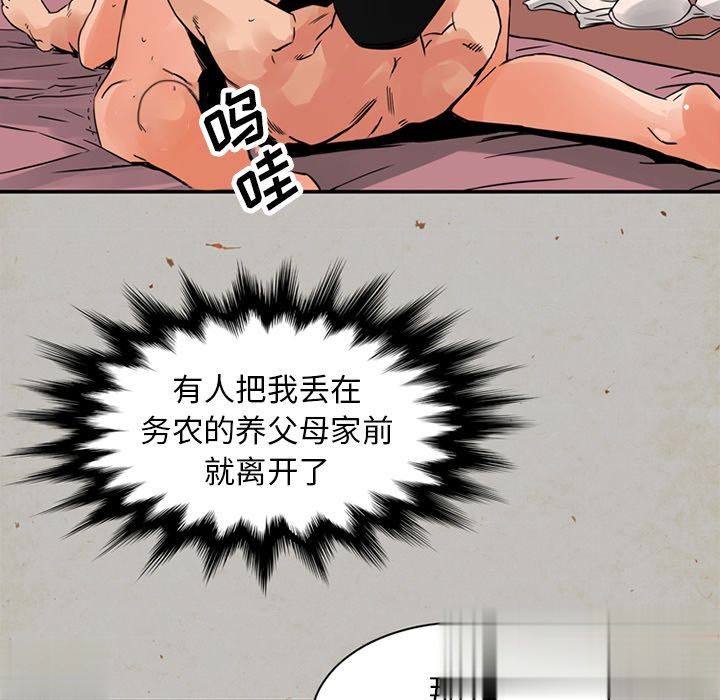 呜
哇
有人把我丢在
务农的养父母家前
就离开了